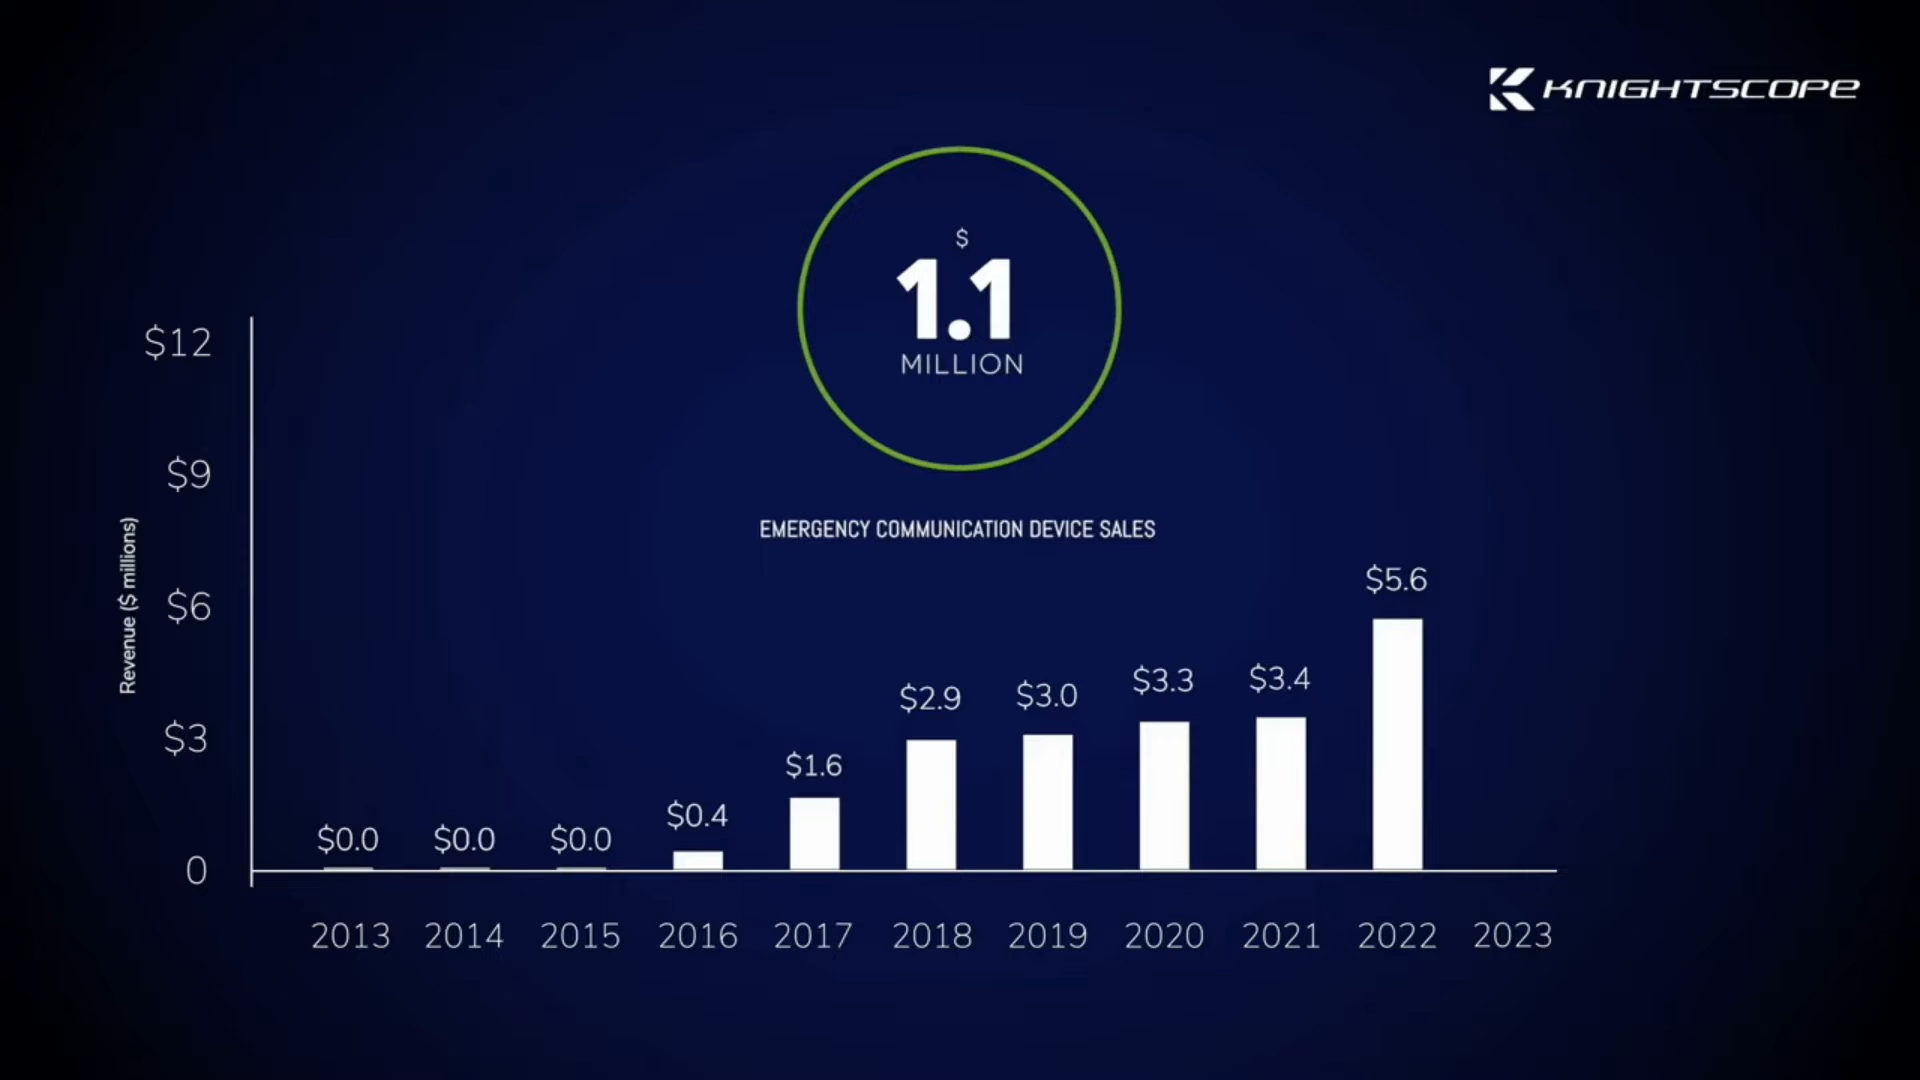 KNIGHTSCOPE
$
1.1
MILLION
EMERGENCY COMMUNICATION DEVICE SALES
Revenue ($ millions)
$12
$9
$6
$3
0
$0.0 $0.0 $0.0 $0.4 $1.6 $2.9 $3.0 $3.3 $3.4 $5.6
2013 2014 2015 2016 2017 2018 2019 2020 2021 2022 2023